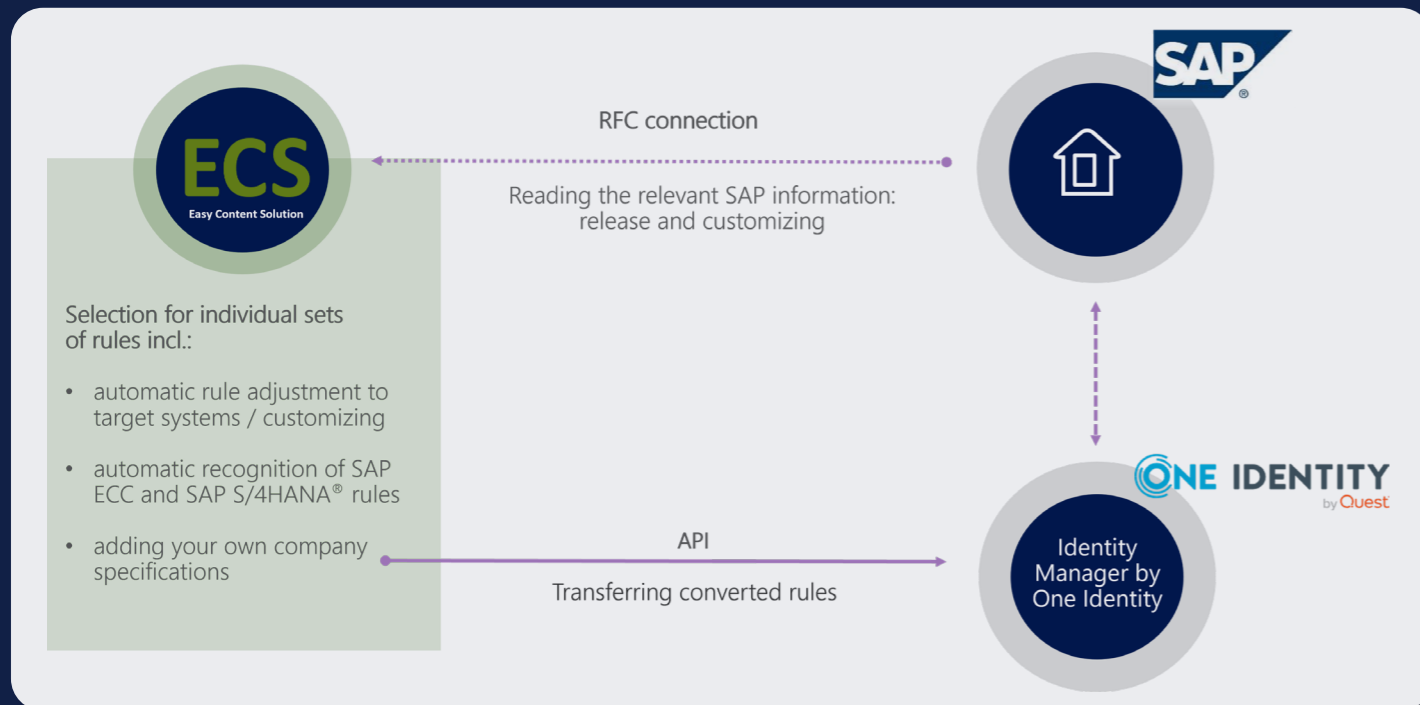 SAP
®
ECS
Easy Content Solution
RFC connection
Reading the relevant SAP information:
release and customizing
Selection for individual sets
of rules incl.:
• automatic rule adjustment to
target systems / customizing
• automatic recognition of SAP
ECC and SAP S/4HANA® rules
• adding your own company
specifications
API
Transferring converted rules
ONE IDENTITY
by Quest
Identity
Manager by
One Identity